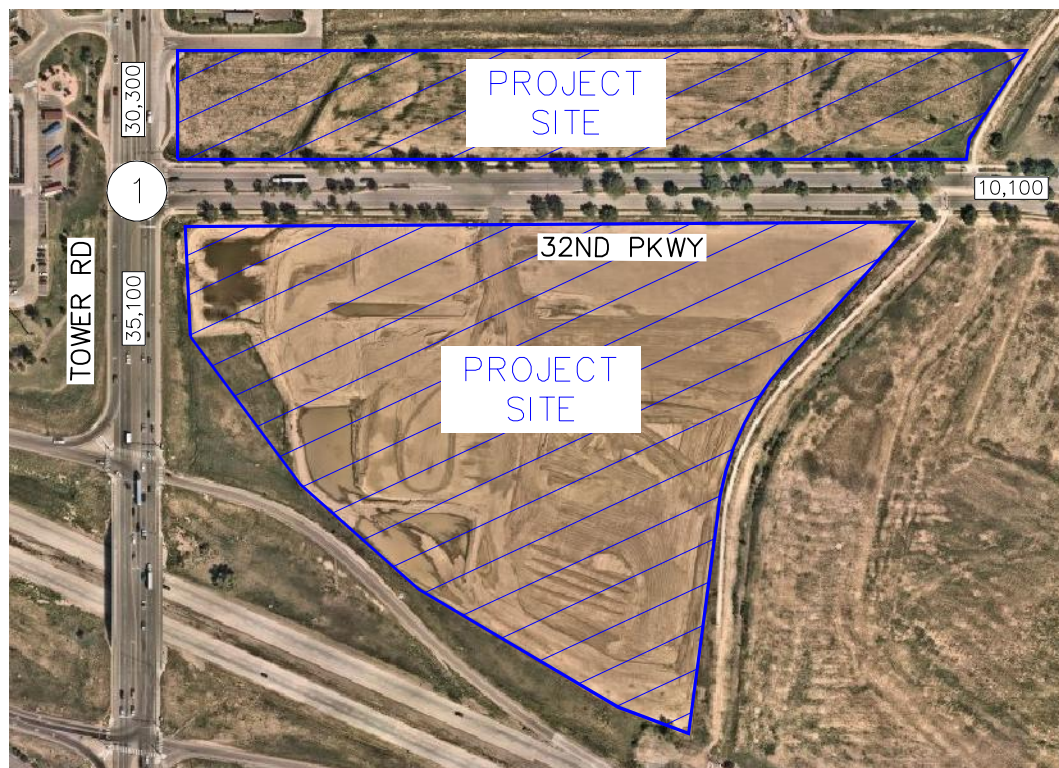 30,300
PROJECT
SITE
1
10,100
32ND PKWY
TOWER RD
35,100
PROJECT
SITE